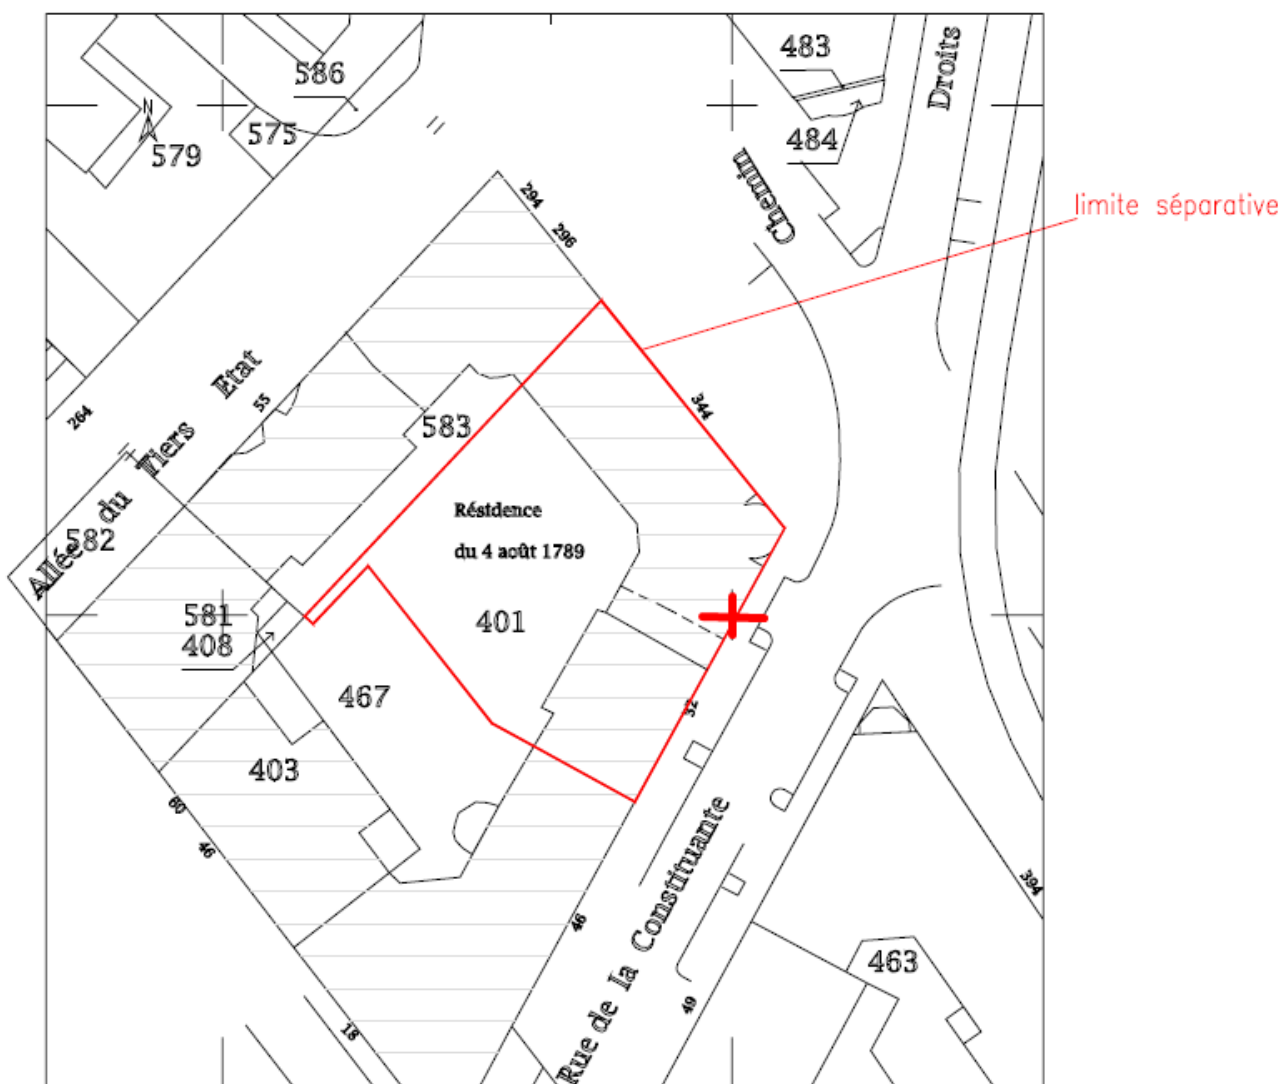 483
Droits
586
484
N
575
579
Chemin
294
limite séparative
296
Etat
344
55
264
583
Tiers
Résidence
du
582
du 4 août 1789
Allée
581
401
408
467
32
403
60
46
Rue de la Constituante
394
46
463
49
18